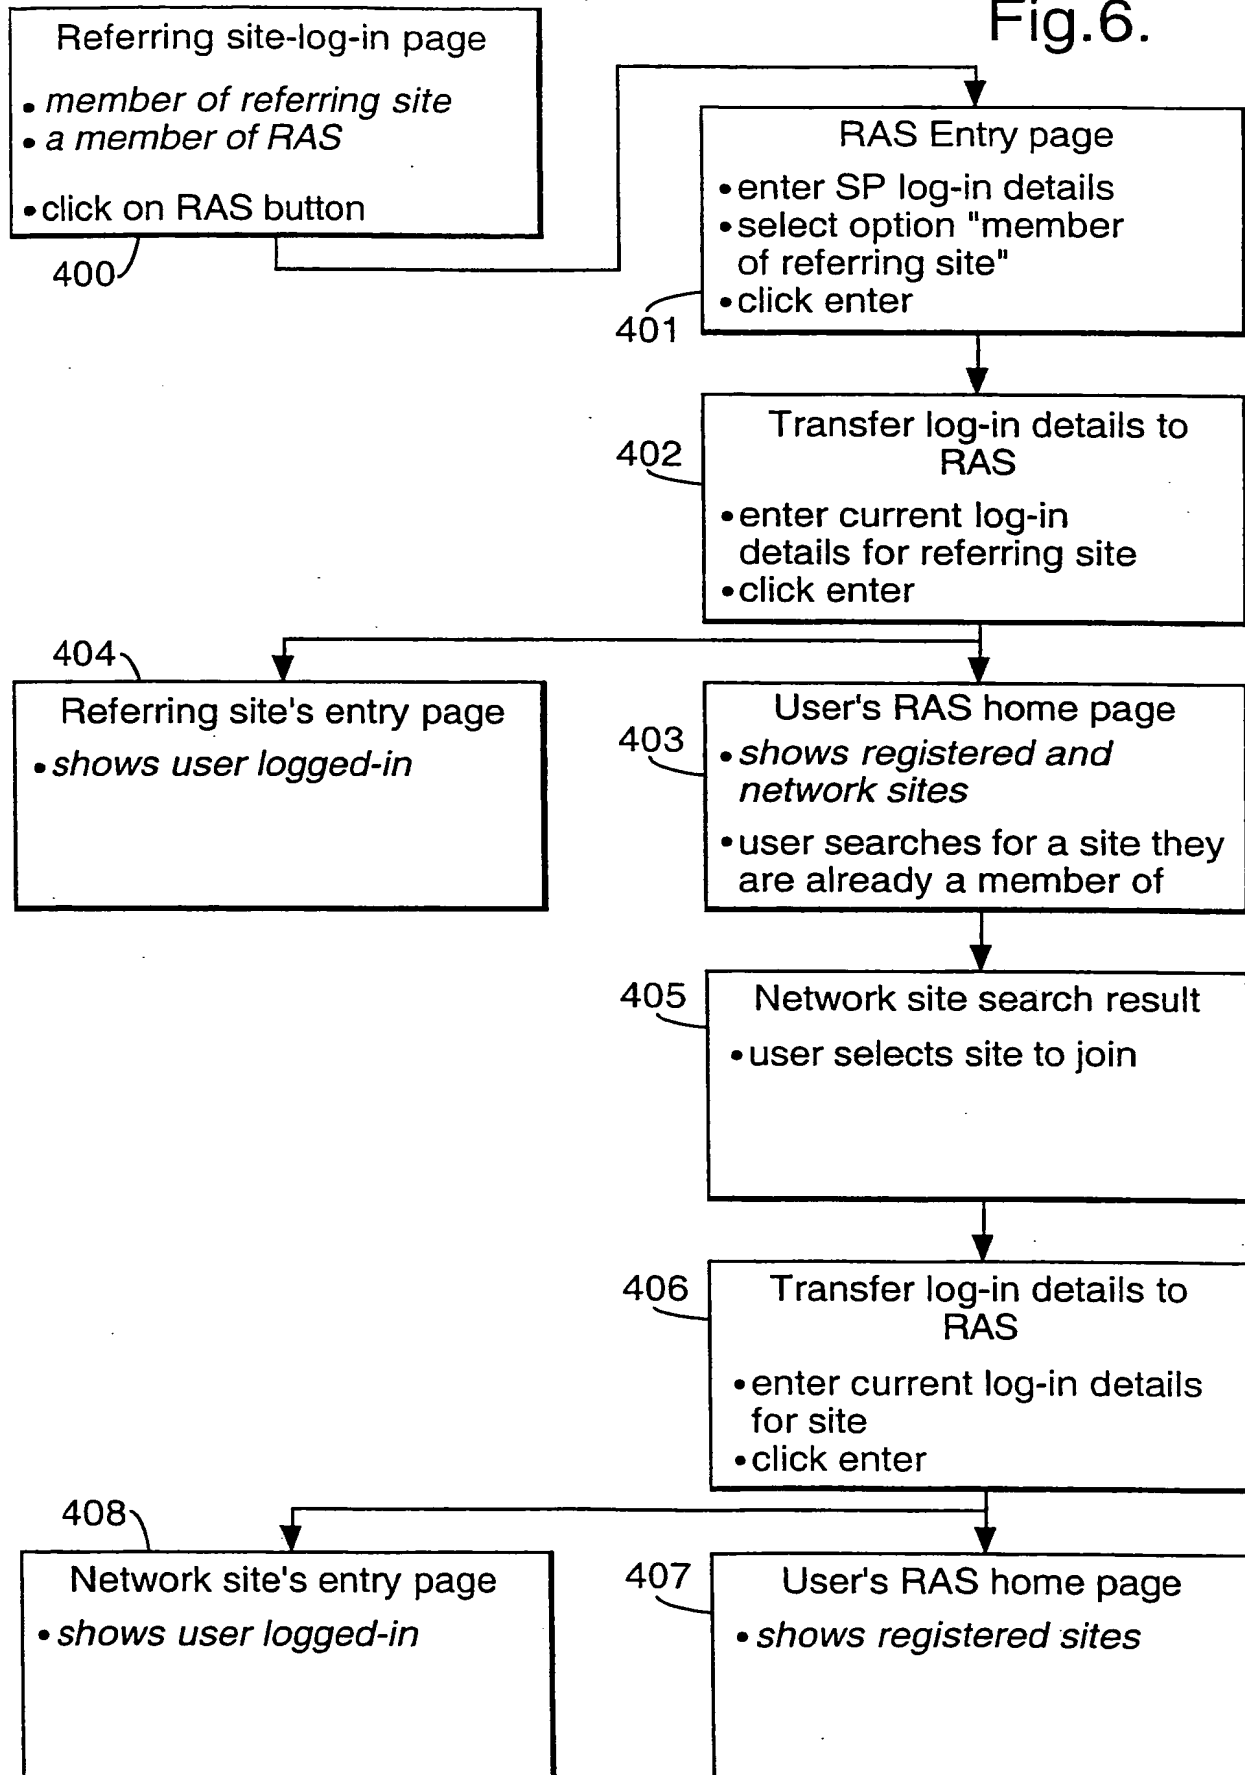 Fig.6.
Referring site-log-in page
• member of referring site
• a member of RAS
• click on RAS button
400
RAS Entry page
• enter SP log-in details
• select option "member
of referring site"
• click enter
401
Transfer log-in details to
RAS
• enter current log-in
details for referring site
• click enter
402
404
Referring site's entry page
• shows user logged-in
User's RAS home page
403
• shows registered and
network sites
• user searches for a site they
are already a member of
405
Network site search result
• user selects site to join
406
Transfer log-in details to
RAS
• enter current log-in details
for site
• click enter
408
Network site's entry page
• shows user logged-in
407
User's RAS home page
• shows registered sites